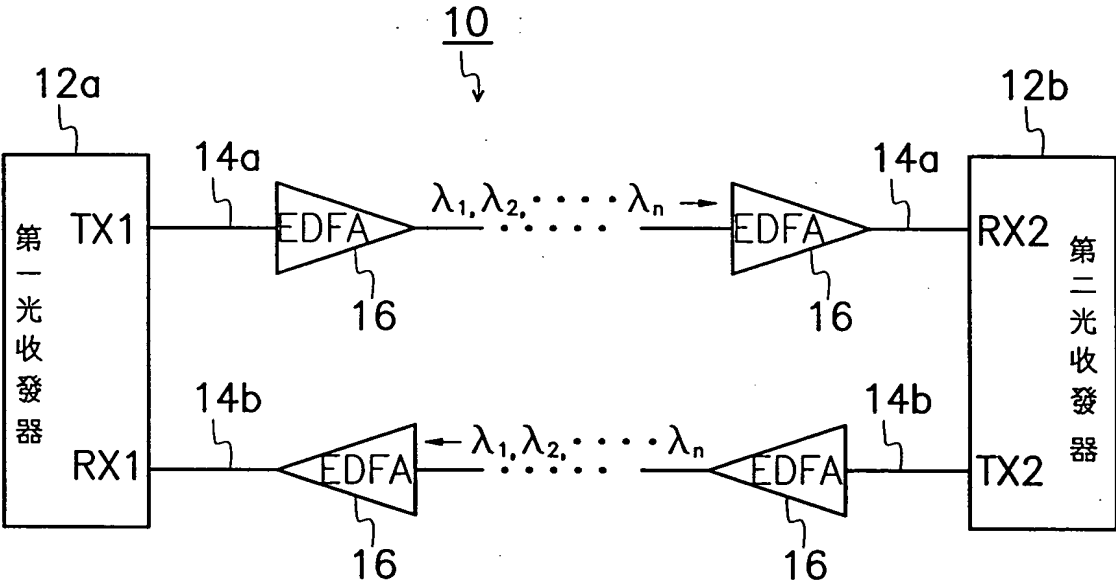 10
12a
12b
14a
14a
TX1
EDFA
λ₁,λ₂,····λₙ →
EDFA
RX2
16
16
第一光收發器
第二光收發器
14b
14b
RX1
EDFA
← λ₁,λ₂,····λₙ
EDFA
TX2
16
16